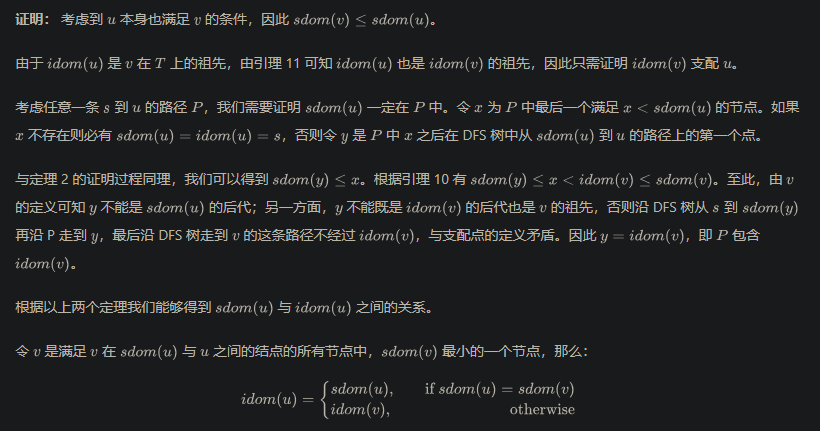 证明： 考虑到 u 本身也满足 v 的条件，因此 sdom(v) ≤ sdom(u)。
由于 idom(u) 是 v 在 T 上的祖先，由引理 11 可知 idom(u) 也是 idom(v) 的祖先，因此只需证明 idom(v) 支配 u。
考虑任意一条 s 到 u 的路径 P，我们需要证明 sdom(u) 一定在 P 中。令 x 为 P 中最后一个满足 x < sdom(u) 的节点。如果
x 不存在则必有 sdom(u) = idom(u) = s，否则令 y 是 P 中 x 之后在 DFS 树中从 sdom(u) 到 u 的路径上的第一个点。
与定理 2 的证明过程同理，我们可以得到 sdom(y) ≤ x。根据引理 10 有 sdom(y) ≤ x < idom(v) ≤ sdom(v)。至此，由 v
的定义可知 y 不能是 sdom(u) 的后代；另一方面，y 不能既是 idom(v) 的后代也是 v 的祖先，否则沿 DFS 树从 s 到 sdom(y)
再沿 P 走到 y，最后沿 DFS 树走到 v 的这条路径不经过 idom(v)，与支配点的定义矛盾。因此 y = idom(v)，即 P 包含
idom(v)。
根据以上两个定理我们能够得到 sdom(u) 与 idom(u) 之间的关系。
令 v 是满足 v 在 sdom(u) 与 u 之间的结点的所有节点中，sdom(v) 最小的一个节点，那么：
idom(u) = { sdom(u), if sdom(u) = sdom(v)
idom(v), otherwise